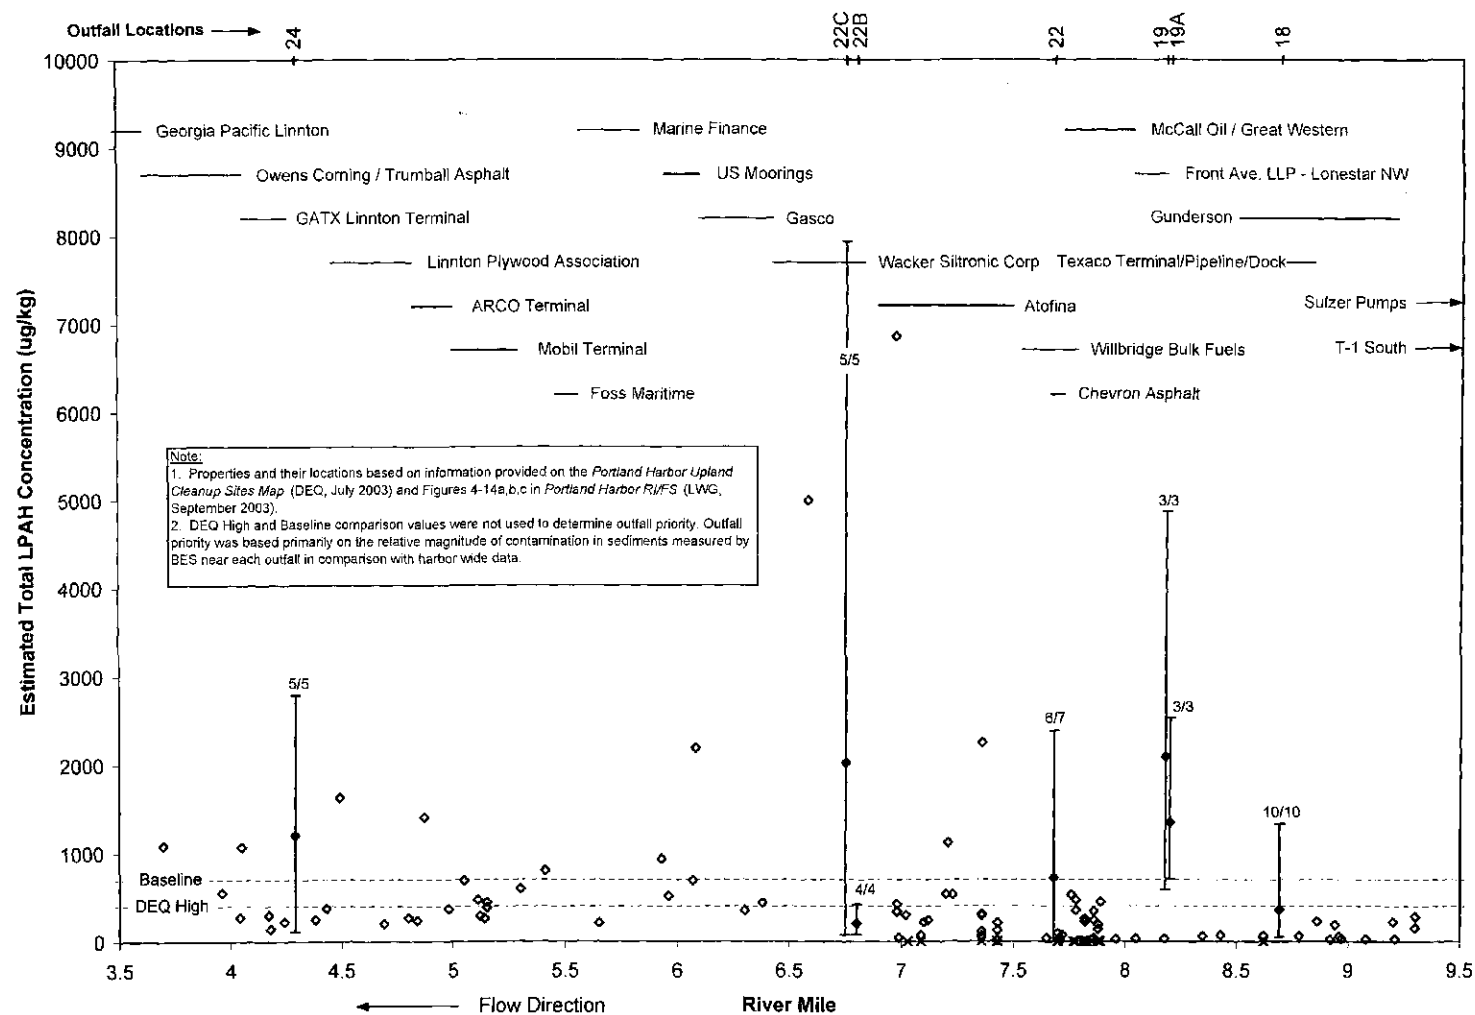 Outfall Locations
24
22C
22B
22
19
19A
18
Estimated Total LPAH Concentration (ug/kg)
10000
9000
8000
7000
6000
5000
4000
3000
2000
1000
0
Georgia Pacific Linnton
Marine Finance
McCall Oil / Great Western
Owens Corning / Trumball Asphalt
US Moorings
Front Ave. LLP - Lonestar NW
GATX Linnton Terminal
Gasco
Gunderson
Linnton Plywood Association
Wacker Siltronic Corp
Texaco Terminal/Pipeline/Dock
ARCO Terminal
Atofina
Sulzer Pumps
Mobil Terminal
Willbridge Bulk Fuels
T-1 South
Foss Maritime
Chevron Asphalt
5/5
Note:
1. Properties and their locations based on information provided on the Portland Harbor Upland
Cleanup Sites Map (DEQ, July 2003) and Figures 4-14a,b,c in Portland Harbor RI/FS (LWG,
September 2003).
2. DEQ High and Baseline comparison values were not used to determine outfall priority. Outfall
priority was based primarily on the relative magnitude of contamination in sediments measured by
BES near each outfall in comparison with harbor wide data.
3/3
5/5
6/7
3/3
10/10
4/4
Baseline
DEQ High
3.5
4
4.5
5
5.5
6
6.5
7
7.5
8
8.5
9
9.5
Flow Direction
River Mile